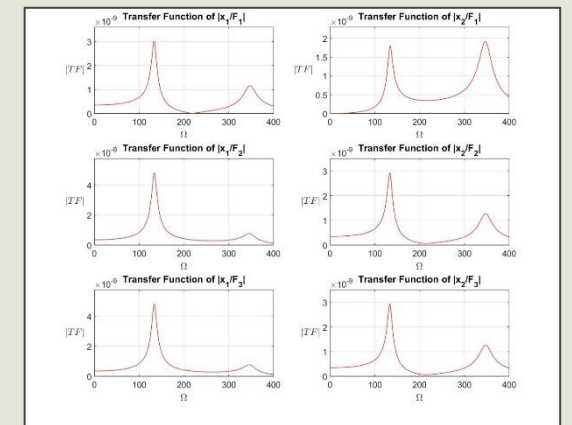 ×10⁻⁹ Transfer Function of |x₁/F₁|
3
2
1
0
|TF|
0 100 200 300 400
Ω
×10⁻⁹ Transfer Function of |x₂/F₁|
2
1.5
1
0.5
0
|TF|
0 100 200 300 400
Ω
×10⁻⁹ Transfer Function of |x₁/F₂|
4
2
0
|TF|
0 100 200 300 400
Ω
×10⁻⁹ Transfer Function of |x₂/F₂|
3
2
1
0
|TF|
0 100 200 300 400
Ω
×10⁻⁹ Transfer Function of |x₁/F₃|
4
2
0
|TF|
0 100 200 300 400
Ω
×10⁻⁹ Transfer Function of |x₂/F₃|
3
2
1
0
|TF|
0 100 200 300 400
Ω